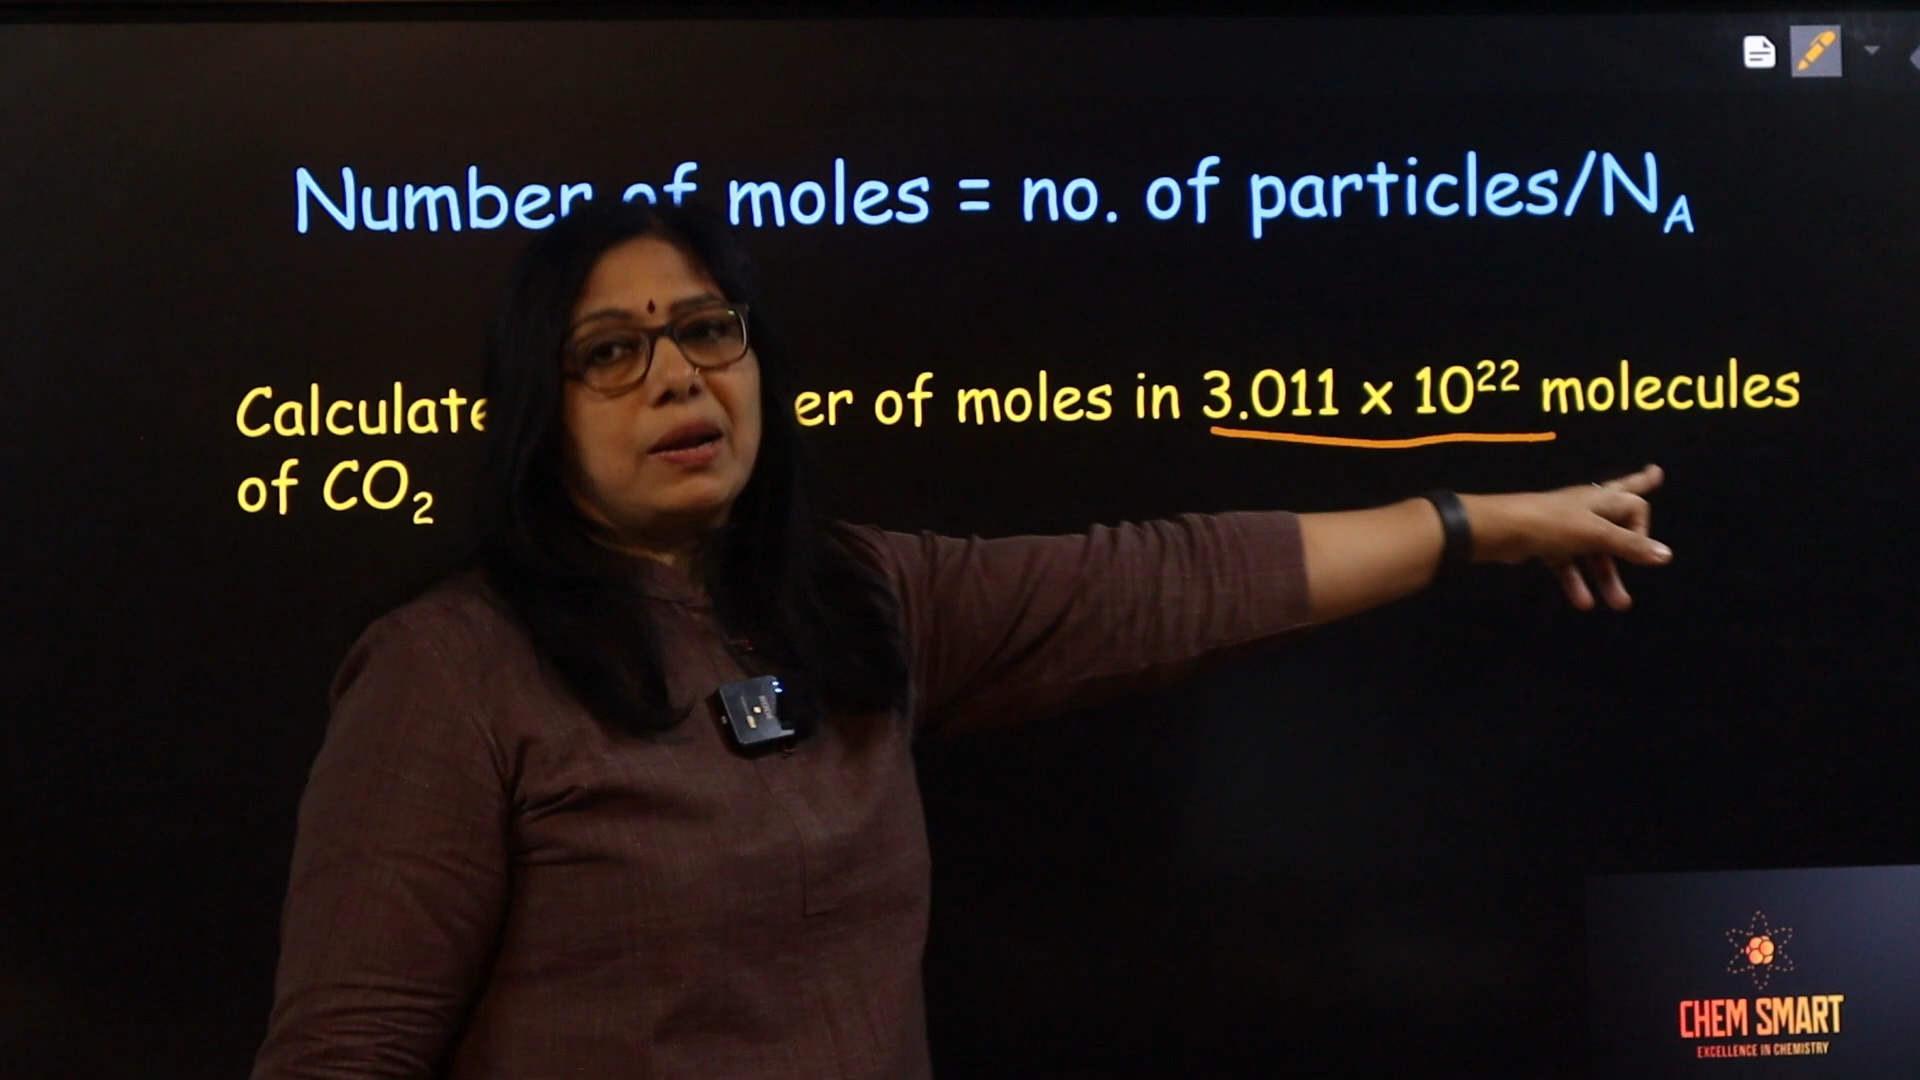 Number of moles = no. of particles/N_A
Calculate er of moles in 3.011 x 10²² molecules
of CO₂
CHEM SMART
EXCELLENCE IN CHEMISTRY